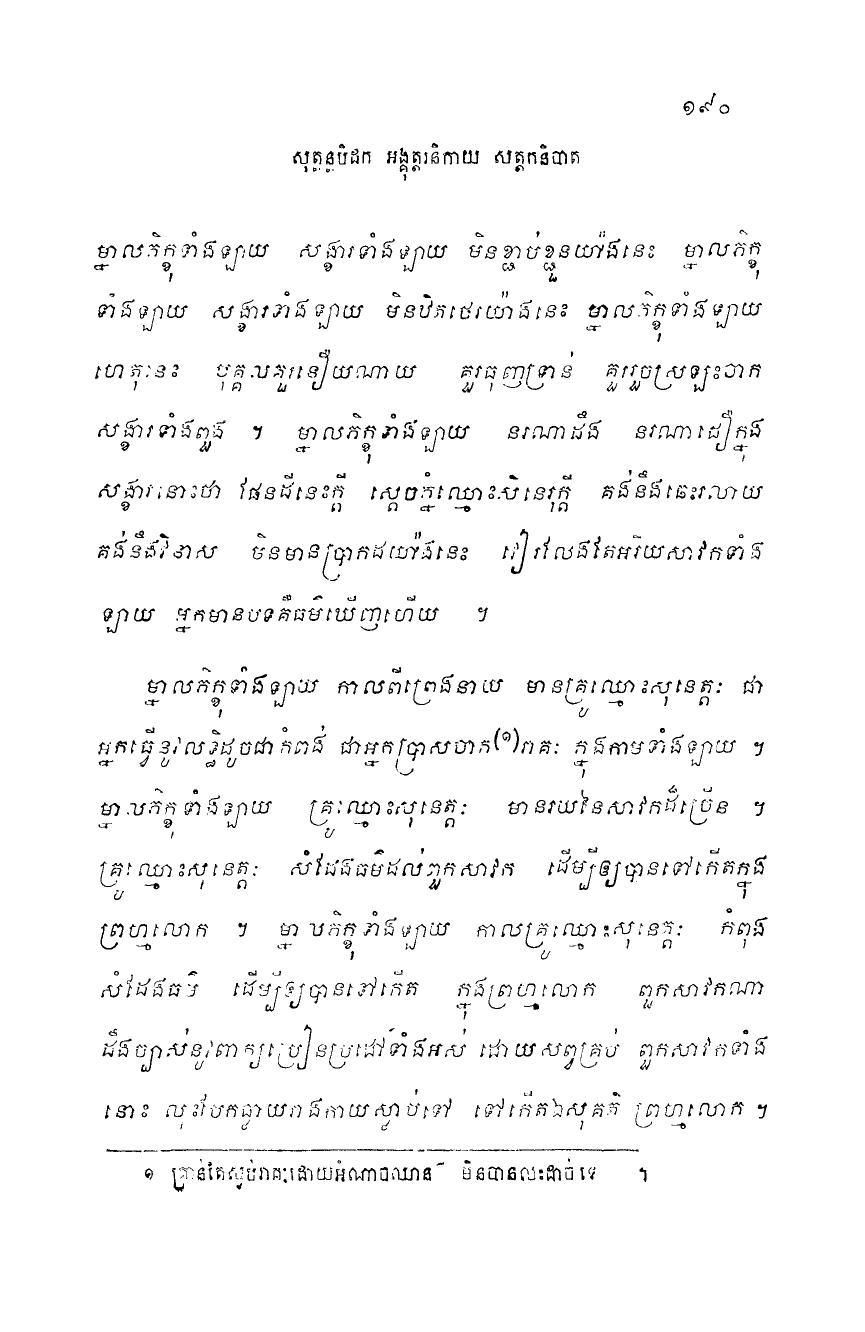 ១៩០
សុត្តន្តបិដក អង្គុត្តរនិកាយ សត្តកនិបាត
ម្នាលភិក្ខុទាំងឡាយ សង្ខារទាំងឡាយ មិនខ្ជាប់ខ្ជួនយ៉ាងនេះ ម្នាលភិក្ខុ
ទាំងឡាយ សង្ខារទាំងឡាយ មិនឋិតថេរយ៉ាងនេះ ម្នាលភិក្ខុទាំងឡាយ
ហេតុនេះ បុគ្គលគួរនឿយណាយ គួរធុញទ្រាន់ គួររួចស្រឡះចាក
សង្ខារទាំងពួង ។ ម្នាលភិក្ខុទាំងឡាយ នរណាដឹង នរណាជឿក្នុង
សង្ខារនោះថា ផែនដីនេះក្តី ស្តេចភ្នំឈ្មោះសិនេរុក្តី គង់នឹងឆេះរលាយ
គង់នឹងវិនាស មិនមានប្រាកដយ៉ាងនេះ វៀរលែងតែអរិយសាវកទាំង
ឡាយ អ្នកមានបទគឺធម៌ឃើញហើយ ។
ម្នាលភិក្ខុទាំងឡាយ កាលពីព្រេងនាយ មានគ្រូឈ្មោះសុនេត្តៈ ជា
អ្នកធ្វើនូវលទ្ធិដូចជាកំពង់ ជាអ្នកប្រាសចាក(១)រាគៈ ក្នុងកាមទាំងឡាយ ។
ម្នាលភិក្ខុទាំងឡាយ គ្រូឈ្មោះសុនេត្តៈ មានរយនៃសាវកដ៏ច្រើន ។
គ្រូឈ្មោះសុនេត្តៈ សំដែងធម៌ដល់ពួកសាវក ដើម្បីឲ្យបានទៅកើតក្នុង
ព្រហ្មលោក ។ ម្នាលភិក្ខុទាំងឡាយ កាលគ្រូឈ្មោះសុនេត្តៈ កំពុង
សំដែងធម៌ ដើម្បីឲ្យបានទៅកើត ក្នុងព្រហ្មលោក ពួកសាវកណា
ដឹងច្បាស់នូវពាក្យប្រៀនប្រដៅទាំងអស់ ដោយសព្វគ្រប់ ពួកសាវកទាំង
នោះ លុះបែកធ្លាយរាងកាយស្លាប់ទៅ ទៅកើតឯសុគតិ ព្រហ្មលោក ។
១ គ្រាន់តែស្ងប់រាគៈដោយអំណាចឈាន មិនបានលះដាច់ទេ ។